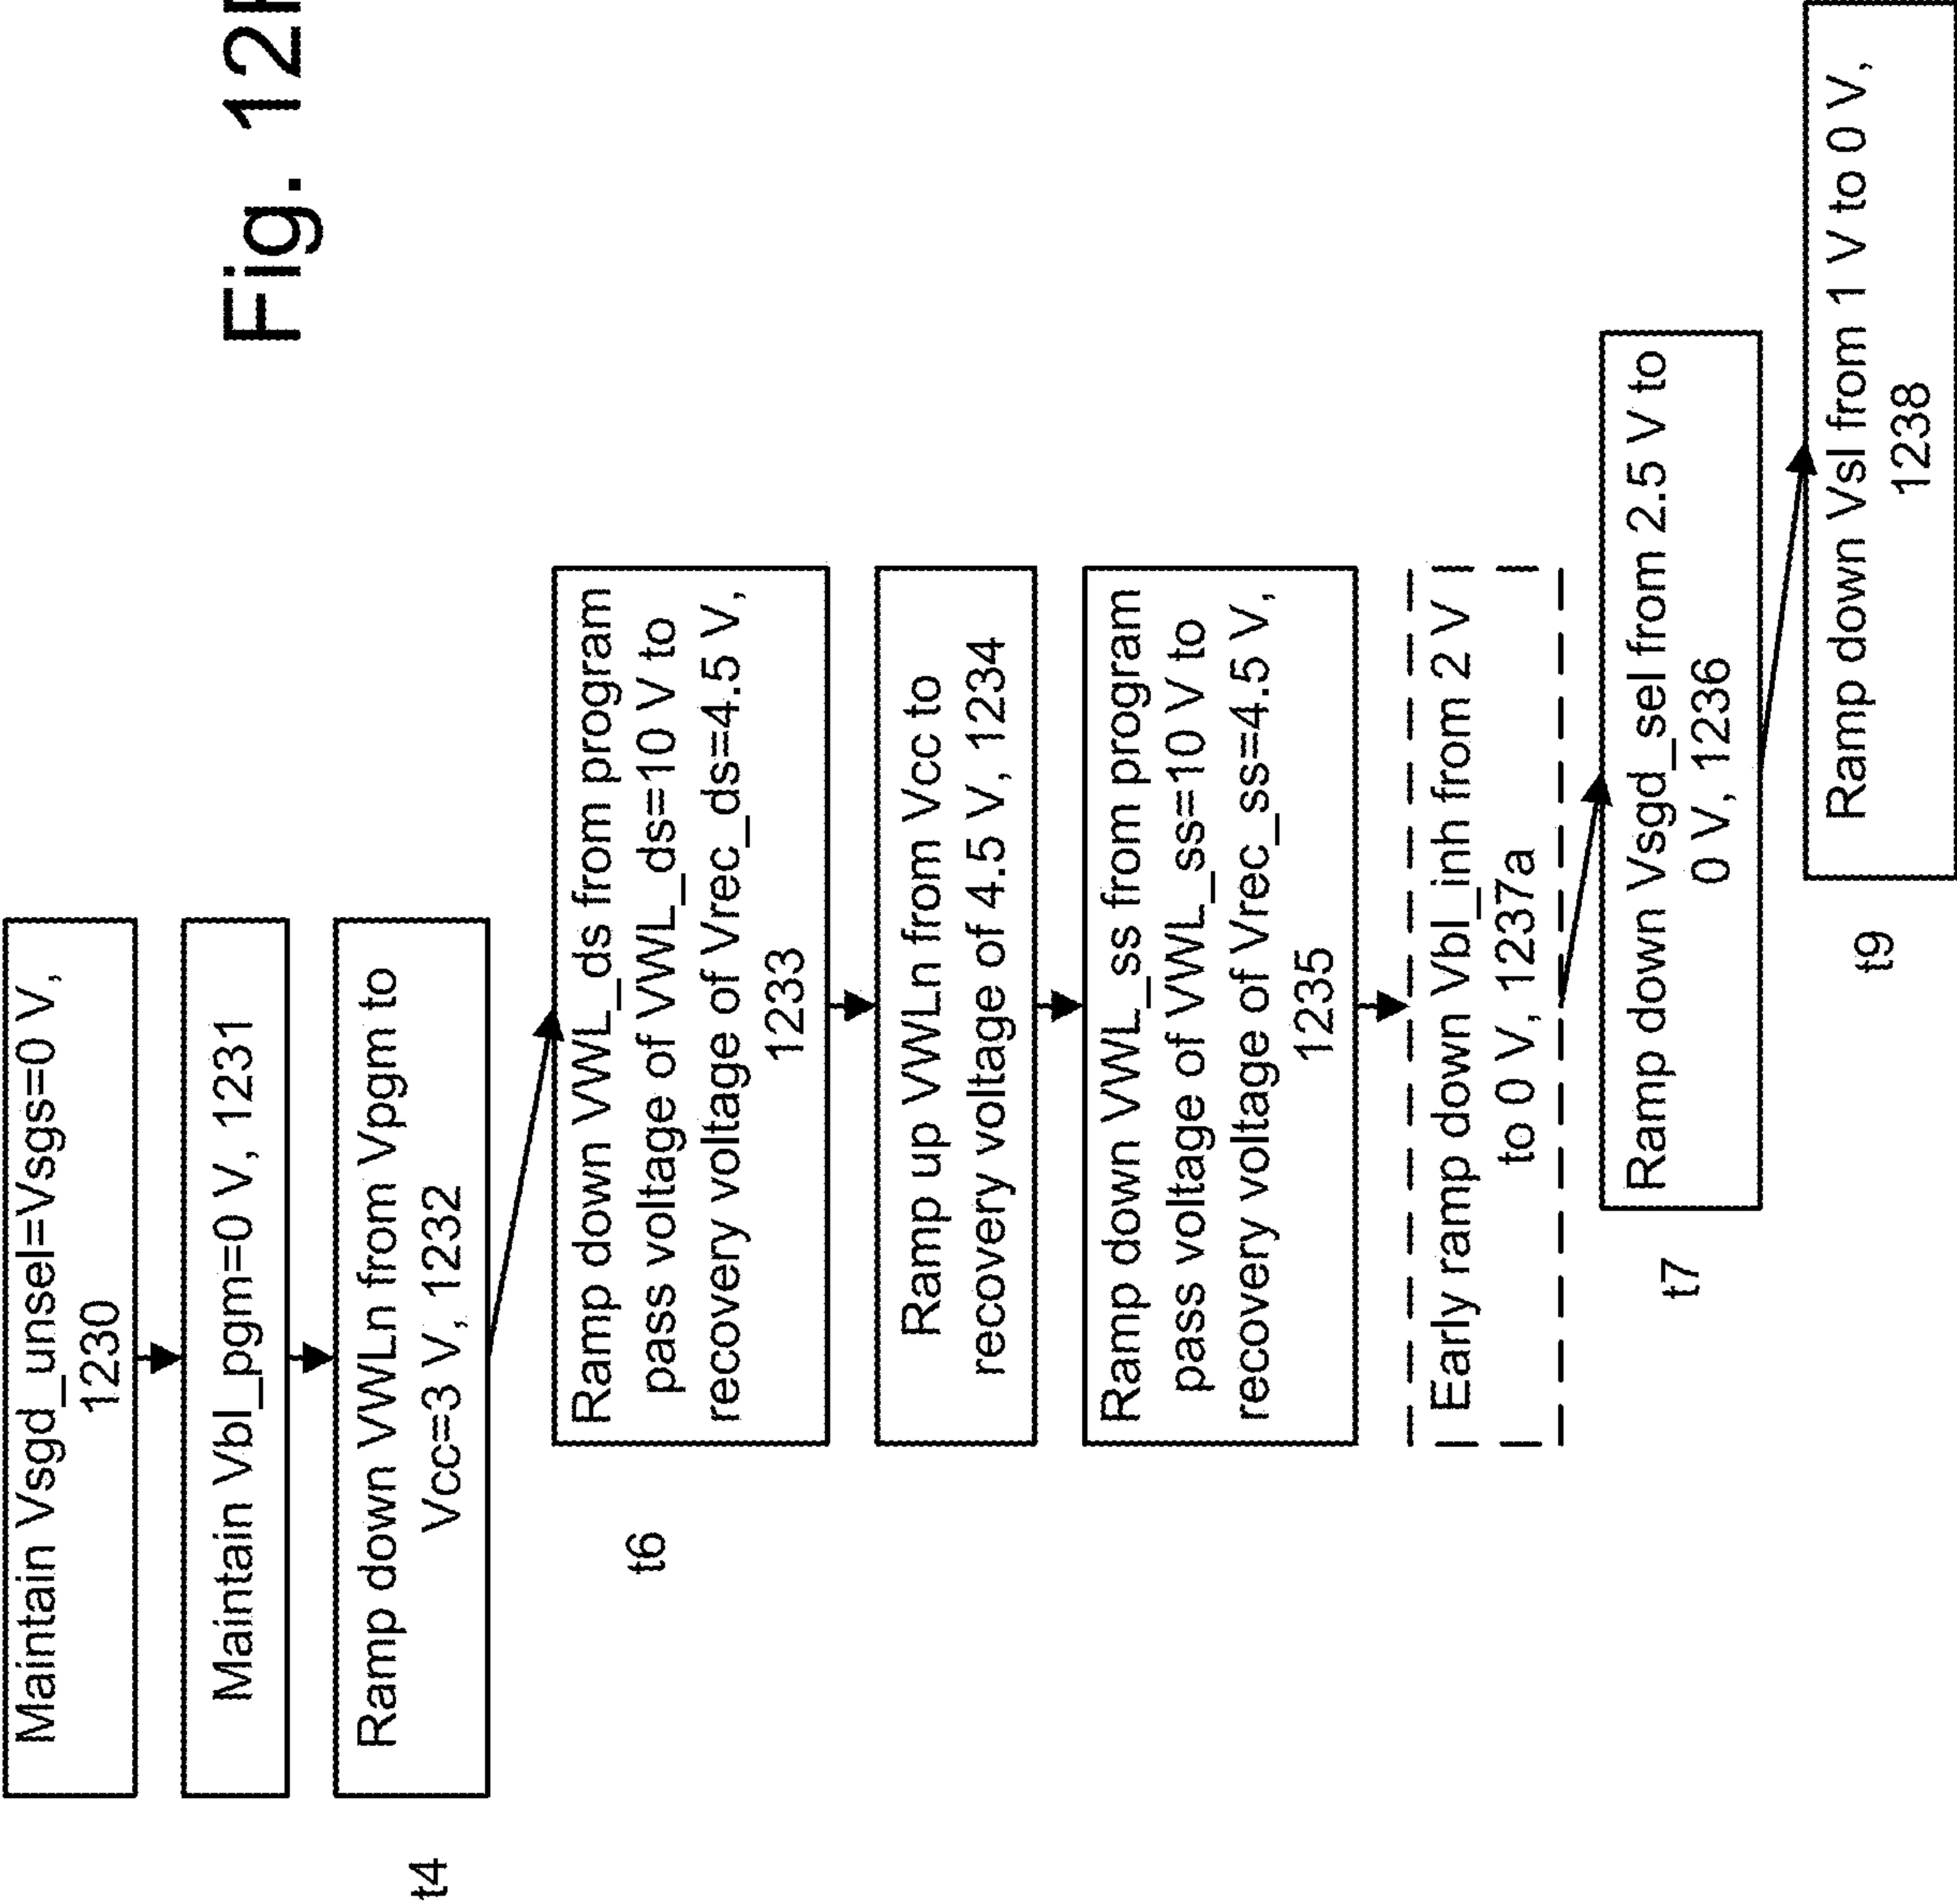 Maintain Vsgd_unsel=Vsgs=0 V,
1230
Maintain Vbl_pgm=0 V, 1231
Fig.
t4
Ramp down VWLn from Vpgm to
Vcc=3 V, 1232
t6
Ramp down VWL_ds from program
pass voltage of VWL_ds=10 V to
recovery voltage of Vrec_ds=4.5 V,
1233
Ramp up VWLn from Vcc to
recovery voltage of 4.5 V, 1234
Ramp down VWL_ss from program
pass voltage of VWL_ss=10 V to
recovery voltage of Vrec_ss=4.5 V,
1235
Early ramp down Vbl_inh from 2 V
to 0 V, 1237a
t7
Ramp down Vsgd_sel from 2.5 V to
0 V, 1236
t9
Ramp down Vsl from 1 V to 0 V,
1238